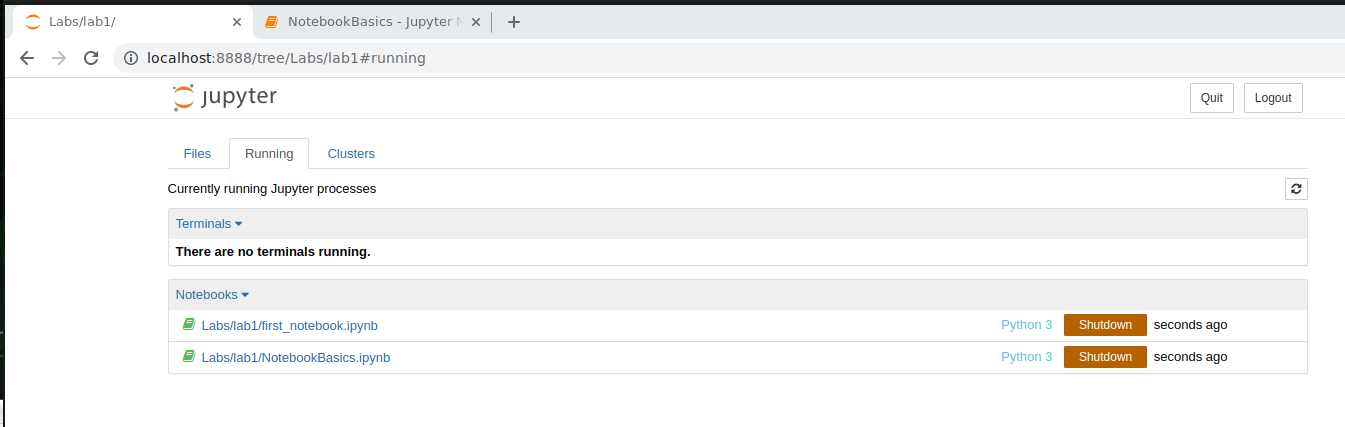 Labs/lab1/
NotebookBasics - Jupyter
localhost:8888/tree/Labs/lab1#running
jupyter
Quit
Logout
Files
Running
Clusters
Currently running Jupyter processes
Terminals
There are no terminals running.
Notebooks
Labs/lab1/first_notebook.ipynb Python 3 Shutdown seconds ago
Labs/lab1/NotebookBasics.ipynb Python 3 Shutdown seconds ago